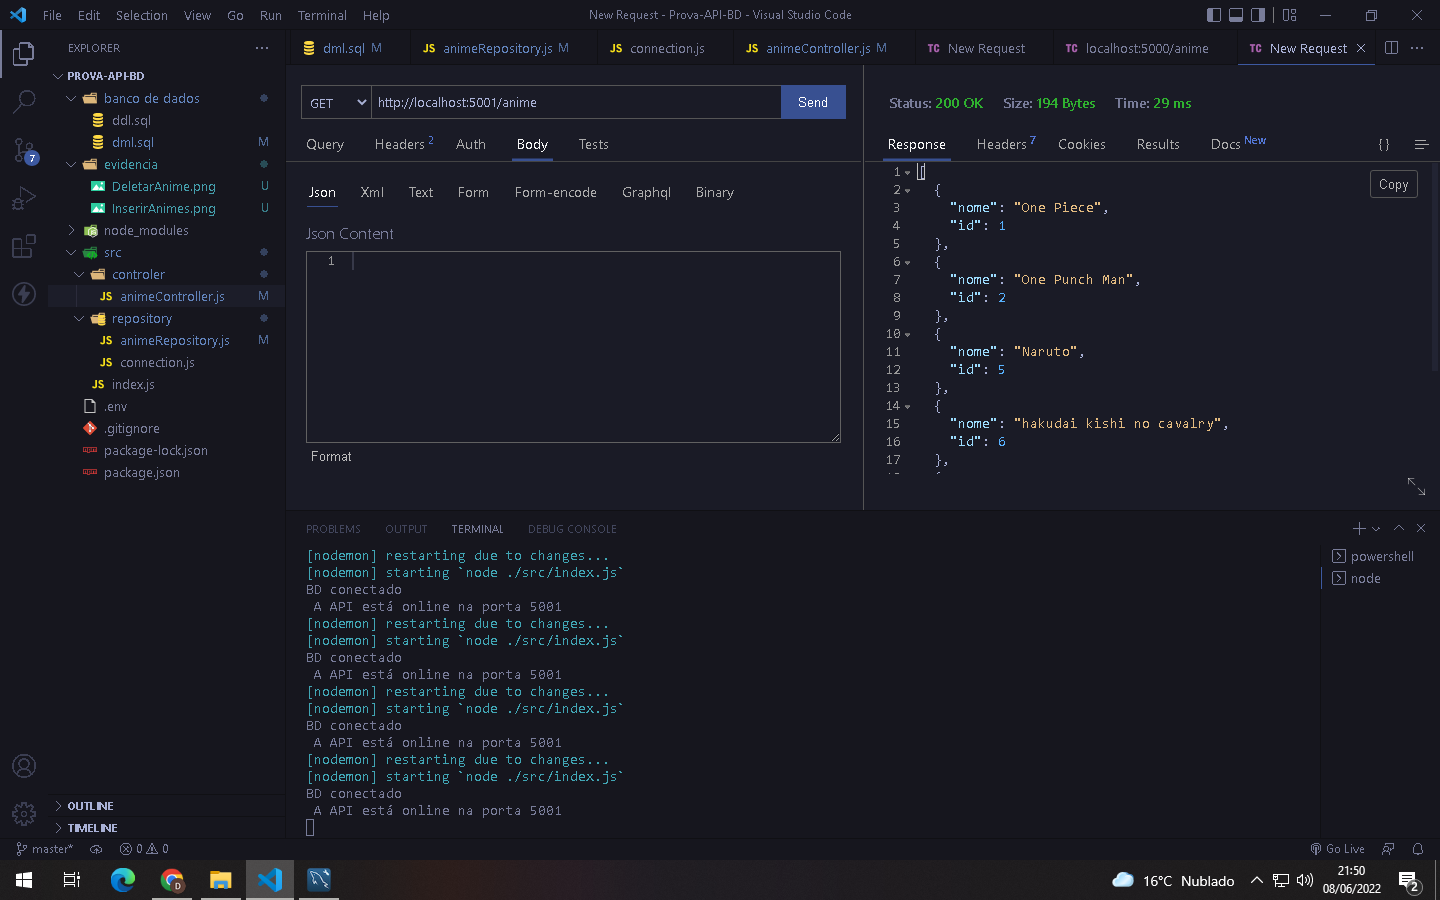 File Edit Selection View Go Run Terminal Help
New Request - Prova-API-BD - Visual Studio Code
EXPLORER
PROVA-API-BD
banco de dados
ddl.sql
dml.sql M
evidencia
DeletarAnime.png U
InserirAnimes.png U
node_modules
src
controler
animeController.js M
repository
animeRepository.js M
connection.js
index.js
.env
.gitignore
package-lock.json
package.json
OUTLINE
TIMELINE
7
dml.sql M
JS animeRepository.js M
JS connection.js
JS animeController.js M
TC New Request
TC localhost:5000/anime
TC New Request
GET
http://localhost:5001/anime
Send
Query Headers 2 Auth Body Tests
Json Xml Text Form Form-encode Graphql Binary
Json Content
1
Format
Status: 200 OK Size: 194 Bytes Time: 29 ms
Response Headers 7 Cookies Results Docs New
{}
Copy
1 [
2 {
3 "nome": "One Piece",
4 "id": 1
5 },
6 {
7 "nome": "One Punch Man",
8 "id": 2
9 },
10 {
11 "nome": "Naruto",
12 "id": 5
13 },
14 {
15 "nome": "hakudai kishi no cavalry",
16 "id": 6
17 },
PROBLEMS OUTPUT TERMINAL DEBUG CONSOLE
[nodemon] restarting due to changes...
[nodemon] starting `node ./src/index.js`
BD conectado
A API está online na porta 5001
[nodemon] restarting due to changes...
[nodemon] starting `node ./src/index.js`
BD conectado
A API está online na porta 5001
[nodemon] restarting due to changes...
[nodemon] starting `node ./src/index.js`
BD conectado
A API está online na porta 5001
[nodemon] restarting due to changes...
[nodemon] starting `node ./src/index.js`
BD conectado
A API está online na porta 5001
powershell
node
master* 0 0
Go Live
16°C Nublado
21:50
08/06/2022
2